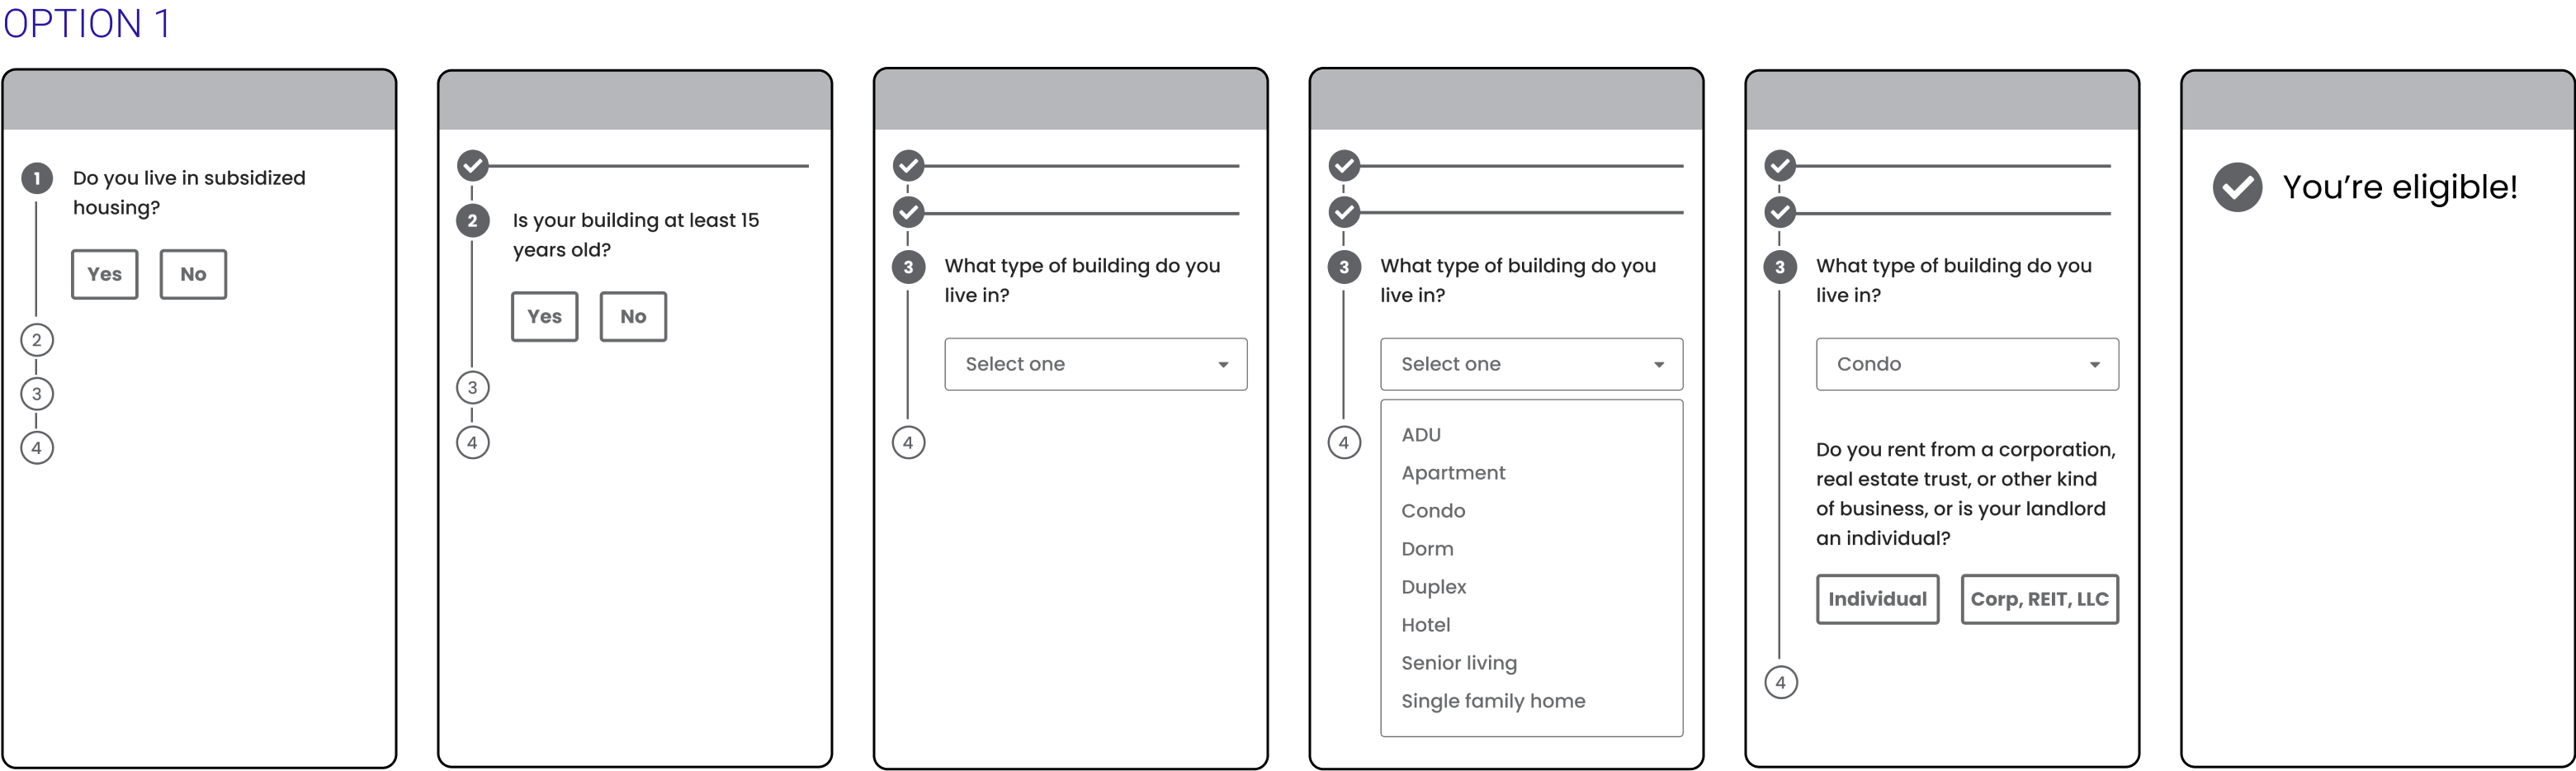 OPTION 1
1
Do you live in subsidized
housing?
Yes
No
2
3
4
2
Is your building at least 15
years old?
Yes
No
3
4
3
What type of building do you
live in?
Select one
4
3
What type of building do you
live in?
Select one
4
ADU
Apartment
Condo
Dorm
Duplex
Hotel
Senior living
Single family home
3
What type of building do you
live in?
Condo
Do you rent from a corporation,
real estate trust, or other kind
of business, or is your landlord
an individual?
Individual
Corp, REIT, LLC
4
You’re eligible!